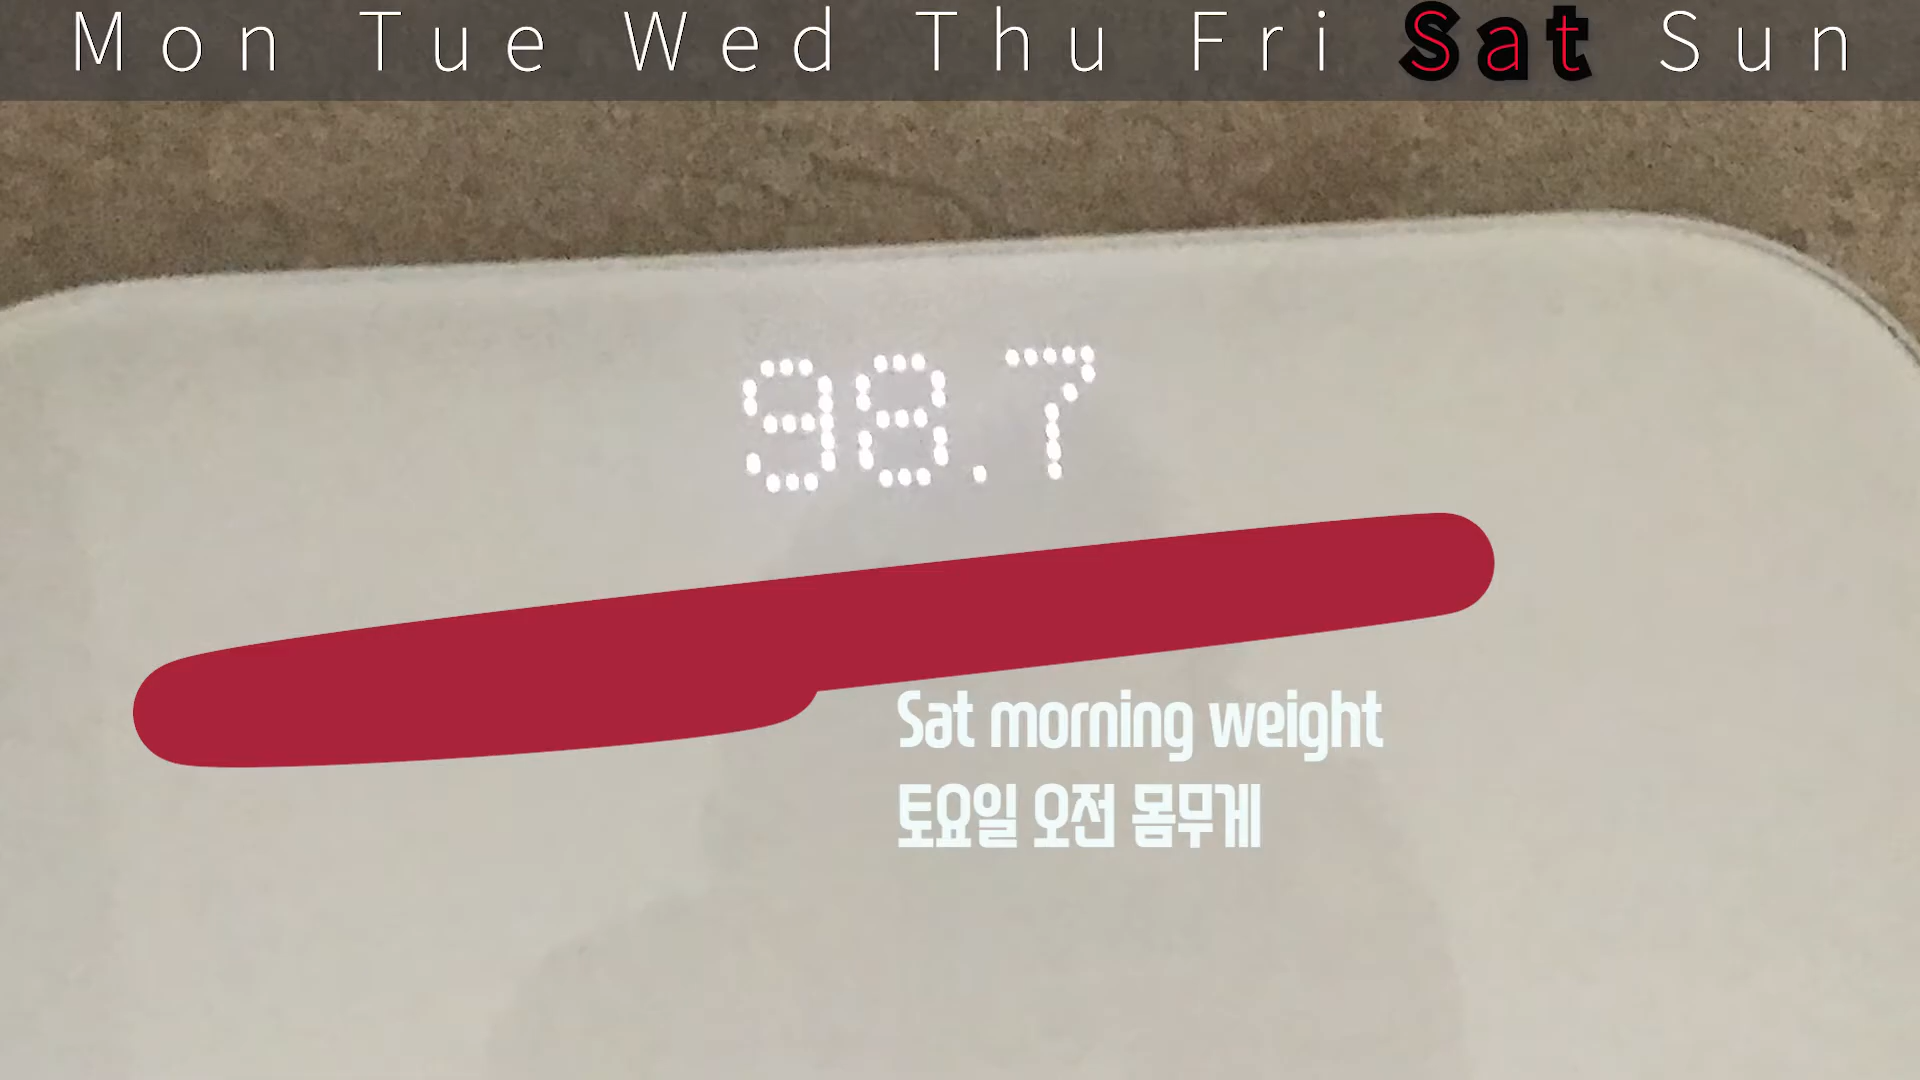 Mon Tue Wed Thu Fri Sat Sun
98.7
Sat morning weight
토요일 오전 몸무게